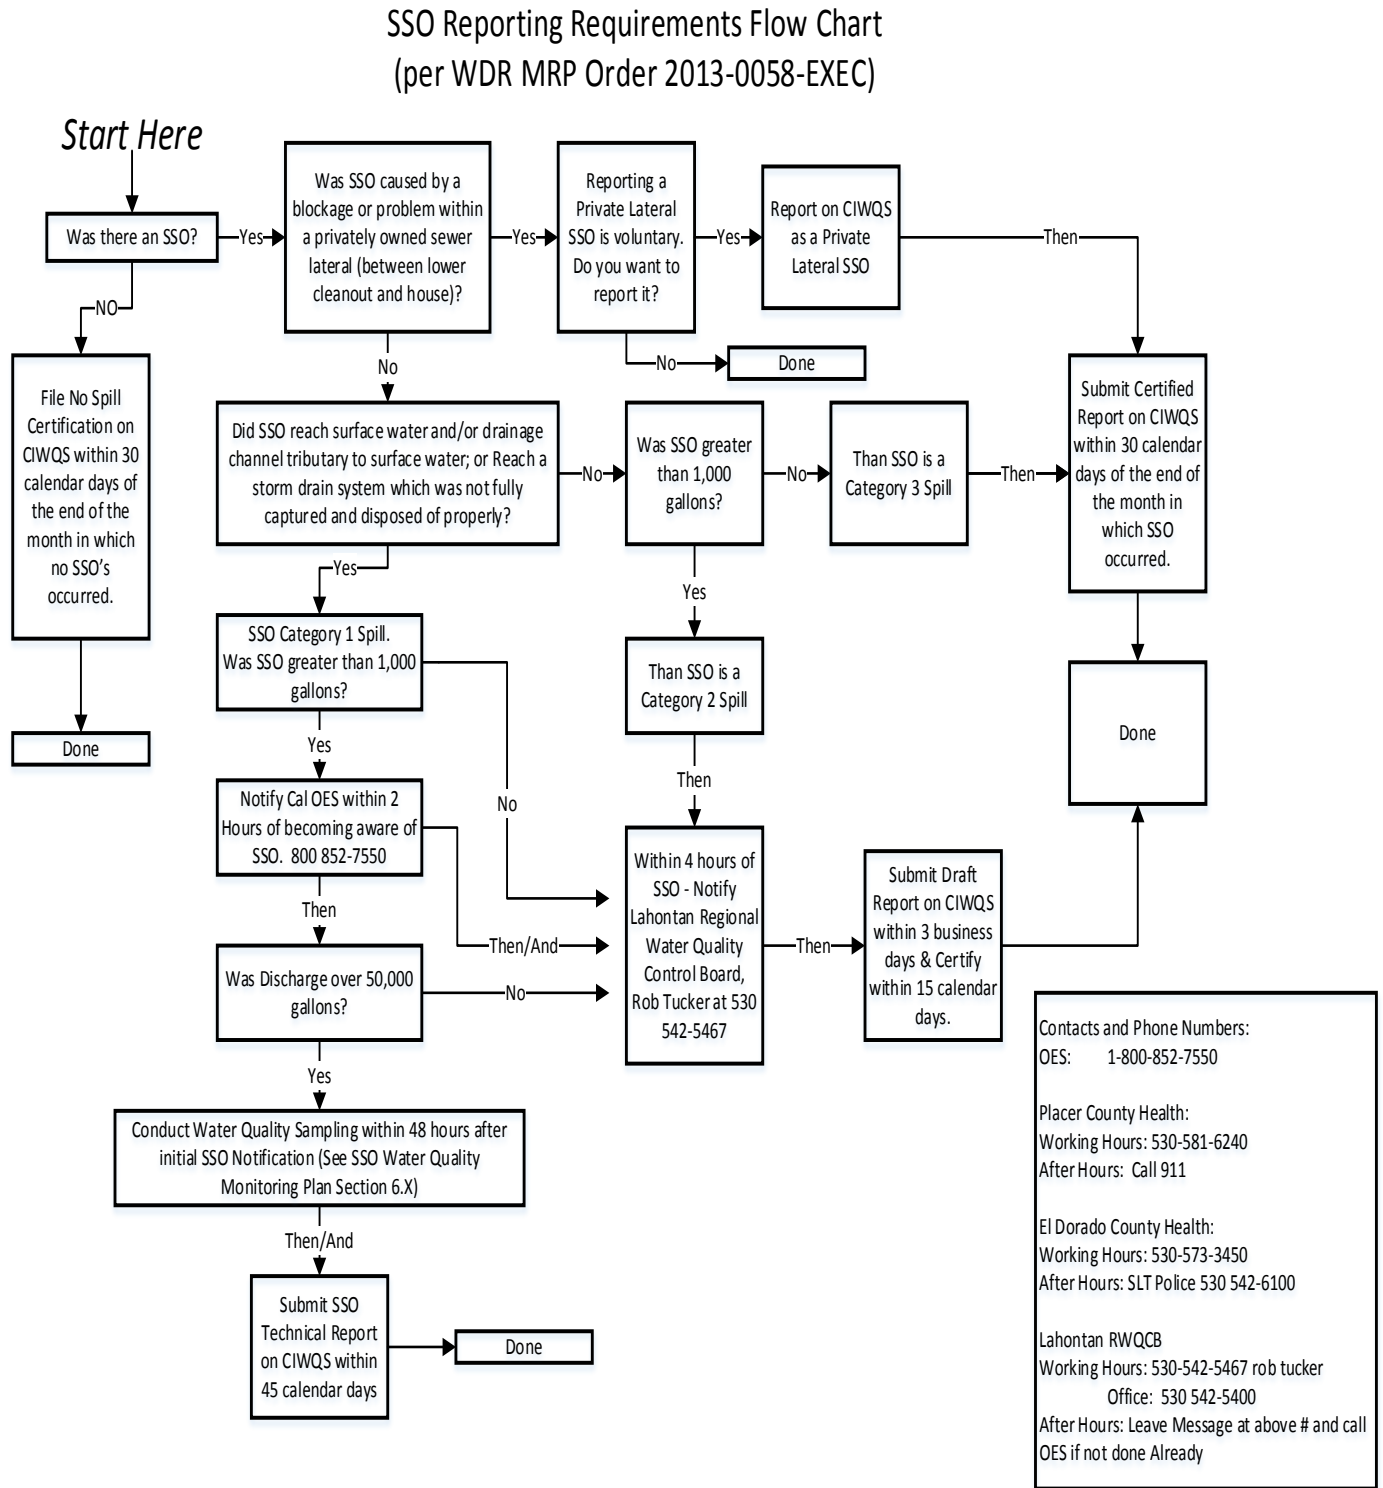 SSO Reporting Requirements Flow Chart
(per WDR MRP Order 2013-0058-EXEC)
Start Here
Was there an SSO?
Yes
Was SSO caused by a
blockage or problem within
a privately owned sewer
lateral (between lower
cleanout and house)?
Yes
Reporting a
Private Lateral
SSO is voluntary.
Do you want to
report it?
Yes
Report on CIWQS
as a Private
Lateral SSO
Then
NO
No
No
Done
File No Spill
Certification on
CIWQS within 30
calendar days of
the end of the
month in which
no SSO's
occurred.
Done
Did SSO reach surface water and/or drainage
channel tributary to surface water; or Reach a
storm drain system which was not fully
captured and disposed of properly?
No
Was SSO greater
than 1,000
gallons?
No
Than SSO is a
Category 3 Spill
Then
Submit Certified
Report on CIWQS
within 30 calendar
days of the end of
the month in
which SSO
occurred.
Done
Yes
Yes
SSO Category 1 Spill.
Was SSO greater than 1,000
gallons?
No
Than SSO is a
Category 2 Spill
Then
Yes
Notify Cal OES within 2
Hours of becoming aware of
SSO. 800 852-7550
Then/And
Then
Was Discharge over 50,000
gallons?
No
Within 4 hours of
SSO - Notify
Lahontan Regional
Water Quality
Control Board,
Rob Tucker at 530
542-5467
Then
Submit Draft
Report on CIWQS
within 3 business
days & Certify
within 15 calendar
days.
Yes
Conduct Water Quality Sampling within 48 hours after
initial SSO Notification (See SSO Water Quality
Monitoring Plan Section 6.X)
Then/And
Submit SSO
Technical Report
on CIWQS within
45 calendar days
Done
Contacts and Phone Numbers:
OES: 1-800-852-7550
Placer County Health:
Working Hours: 530-581-6240
After Hours: Call 911
El Dorado County Health:
Working Hours: 530-573-3450
After Hours: SLT Police 530 542-6100
Lahontan RWQCB
Working Hours: 530-542-5467 rob tucker
Office: 530 542-5400
After Hours: Leave Message at above # and call
OES if not done Already